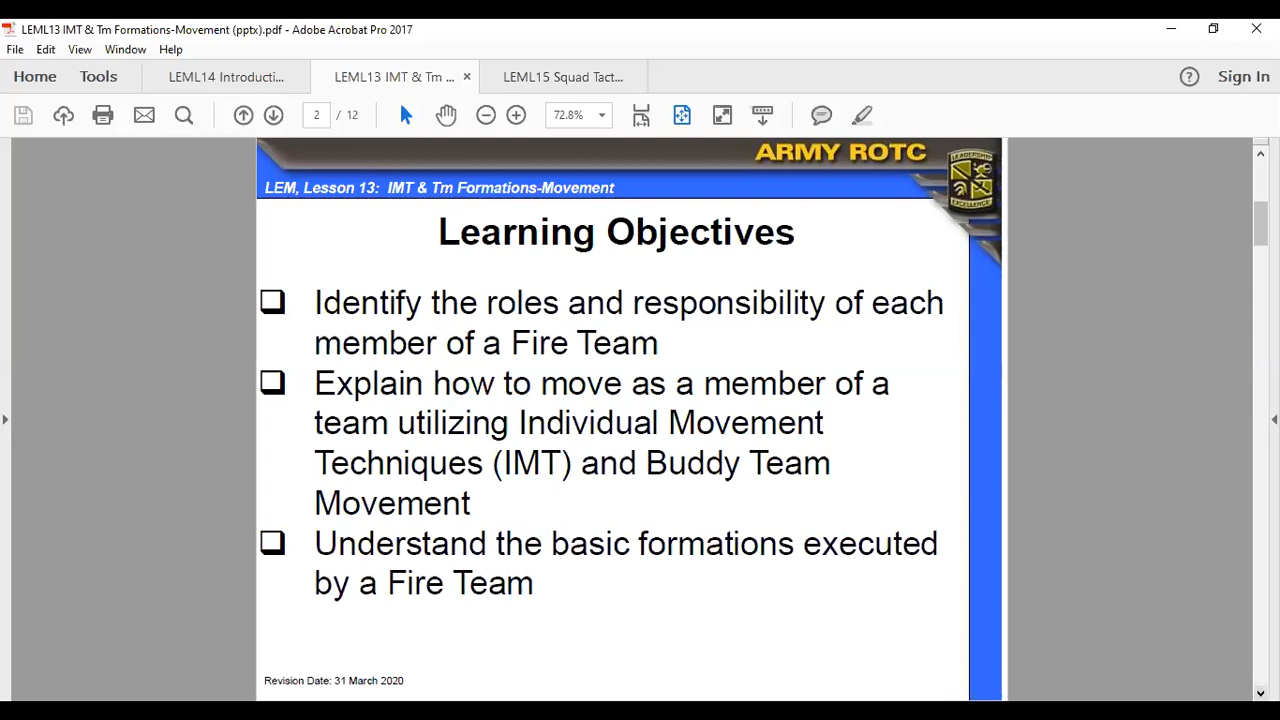 LEML13 IMT & Tm Formations-Movement (pptx).pdf - Adobe Acrobat Pro 2017
File Edit View Window Help
Home Tools LEML14 Introducti... LEML13 IMT & Tm ... × LEML15 Squad Tact... ? Sign In
2 / 12 72.8%
ARMY ROTC
LEADERSHIP
EXCELLENCE
LEM, Lesson 13: IMT & Tm Formations-Movement
Learning Objectives
❑ Identify the roles and responsibility of each
member of a Fire Team
❑ Explain how to move as a member of a
team utilizing Individual Movement
Techniques (IMT) and Buddy Team
Movement
❑ Understand the basic formations executed
by a Fire Team
Revision Date: 31 March 2020